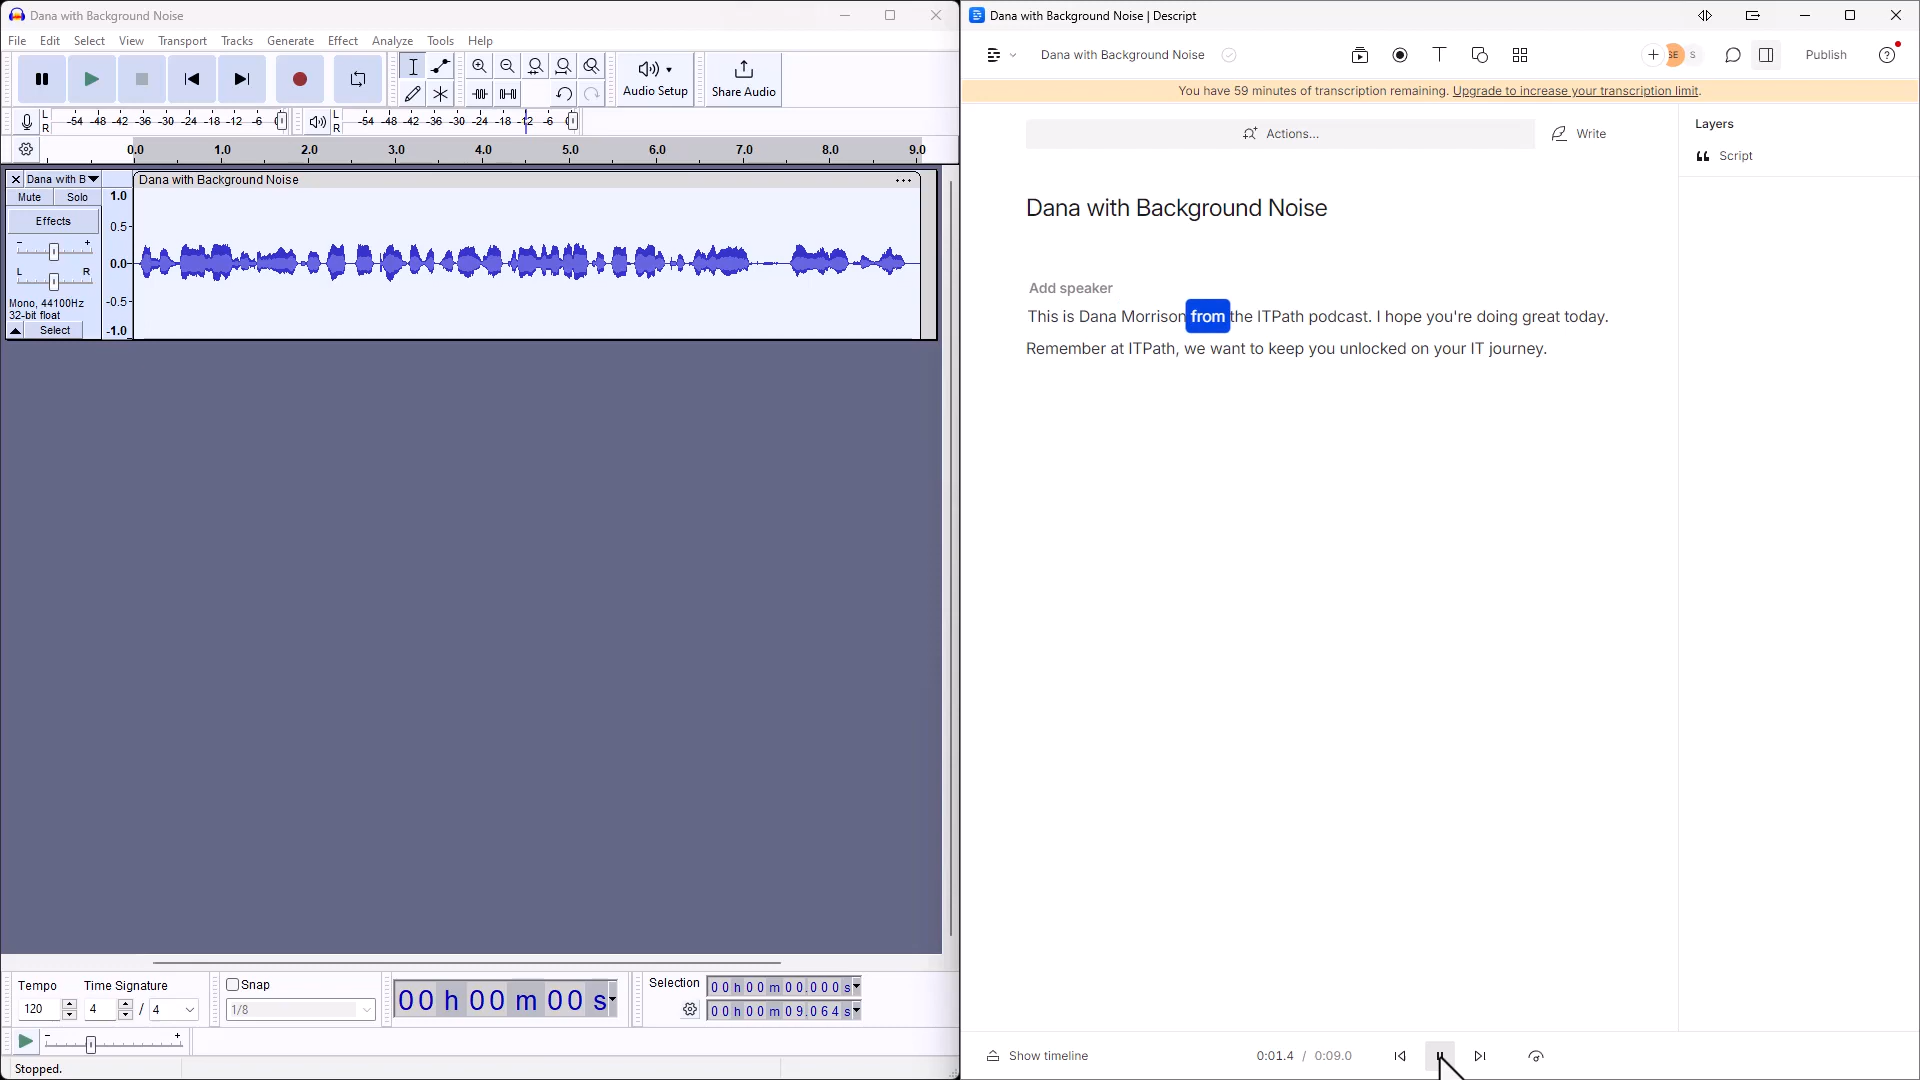 Dana with Background Noise
File Edit Select View Transport Tracks Generate Effect Analyze Tools Help
Audio Setup
Share Audio
L
R
-54 -48 -42 -36 -30 -24 -18 -12 -6 0
L
R
-54 -48 -42 -36 -30 -24 -18 -12 -6 0
0.0 1.0 2.0 3.0 4.0 5.0 6.0 7.0 8.0 9.0
Dana with B
Dana with Background Noise
Mute Solo
Effects
- +
L R
Mono, 44100Hz
32-bit float
Select
1.0
0.5
0.0
-0.5
-1.0
Tempo
120
Time Signature
4 / 4
Snap
1/8
00 h 00 m 00 s
Selection
00 h 00 m 00.000 s
00 h 00 m 09.064 s
- +
Stopped.
Dana with Background Noise | Descript
Dana with Background Noise
SE
S
Publish
You have 59 minutes of transcription remaining. Upgrade to increase your transcription limit.
Actions...
Write
Layers
Script
Dana with Background Noise
Add speaker
This is Dana Morrison from the ITPath podcast. I hope you're doing great today.
Remember at ITPath, we want to keep you unlocked on your IT journey.
Show timeline
0:01.4 / 0:09.0